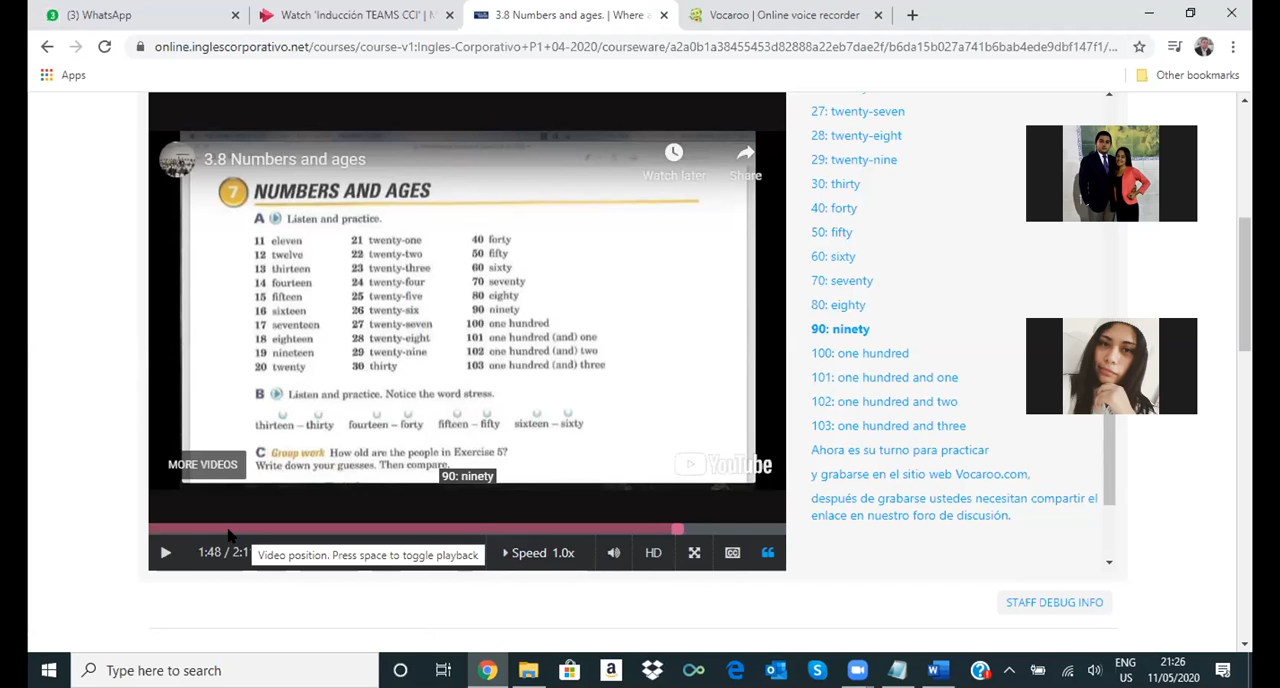 (3) WhatsApp
Watch 'Inducción TEAMS CCI' | M
3.8 Numbers and ages. | Where a
Vocaroo | Online voice recorder
online.inglescorporativo.net/courses/course-v1:Ingles-Corporativo+P1+04-2020/courseware/a2a0b1a38455453d82888a22eb7dae2f/b6da15b027a741b6bab4ede9dbf147f1/...
Apps
Other bookmarks
3.8 Numbers and ages
Watch later
Share
7 NUMBERS AND AGES
A Listen and practice.
11 eleven 21 twenty-one 40 forty
12 twelve 22 twenty-two 50 fifty
13 thirteen 23 twenty-three 60 sixty
14 fourteen 24 twenty-four 70 seventy
15 fifteen 25 twenty-five 80 eighty
16 sixteen 26 twenty-six 90 ninety
17 seventeen 27 twenty-seven 100 one hundred
18 eighteen 28 twenty-eight 101 one hundred (and) one
19 nineteen 29 twenty-nine 102 one hundred (and) two
20 twenty 30 thirty 103 one hundred (and) three
B Listen and practice. Notice the word stress.
thirteen – thirty fourteen – forty fifteen – fifty sixteen – sixty
C Group work How old are the people in Exercise 5?
Write down your guesses. Then compare.
MORE VIDEOS
YouTube
90: ninety
1:48 / 2:1
Video position. Press space to toggle playback
Speed 1.0x
HD
27: twenty-seven
28: twenty-eight
29: twenty-nine
30: thirty
40: forty
50: fifty
60: sixty
70: seventy
80: eighty
90: ninety
100: one hundred
101: one hundred and one
102: one hundred and two
103: one hundred and three
Ahora es su turno para practicar
y grabarse en el sitio web Vocaroo.com,
después de grabarse ustedes necesitan compartir el
enlace en nuestro foro de discusión.
STAFF DEBUG INFO
Type here to search
ENG
US
21:26
11/05/2020